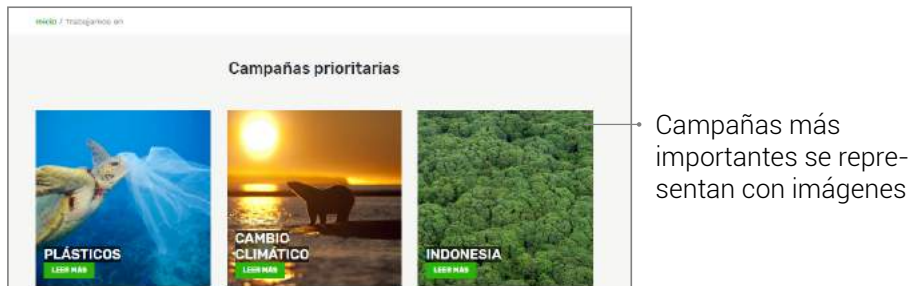 Inicio / Trabajamos en
Campañas prioritarias
PLÁSTICOS
LEER MÁS
CAMBIO
CLIMÁTICO
LEER MÁS
INDONESIA
LEER MÁS
Campañas más
importantes se repre-
sentan con imágenes